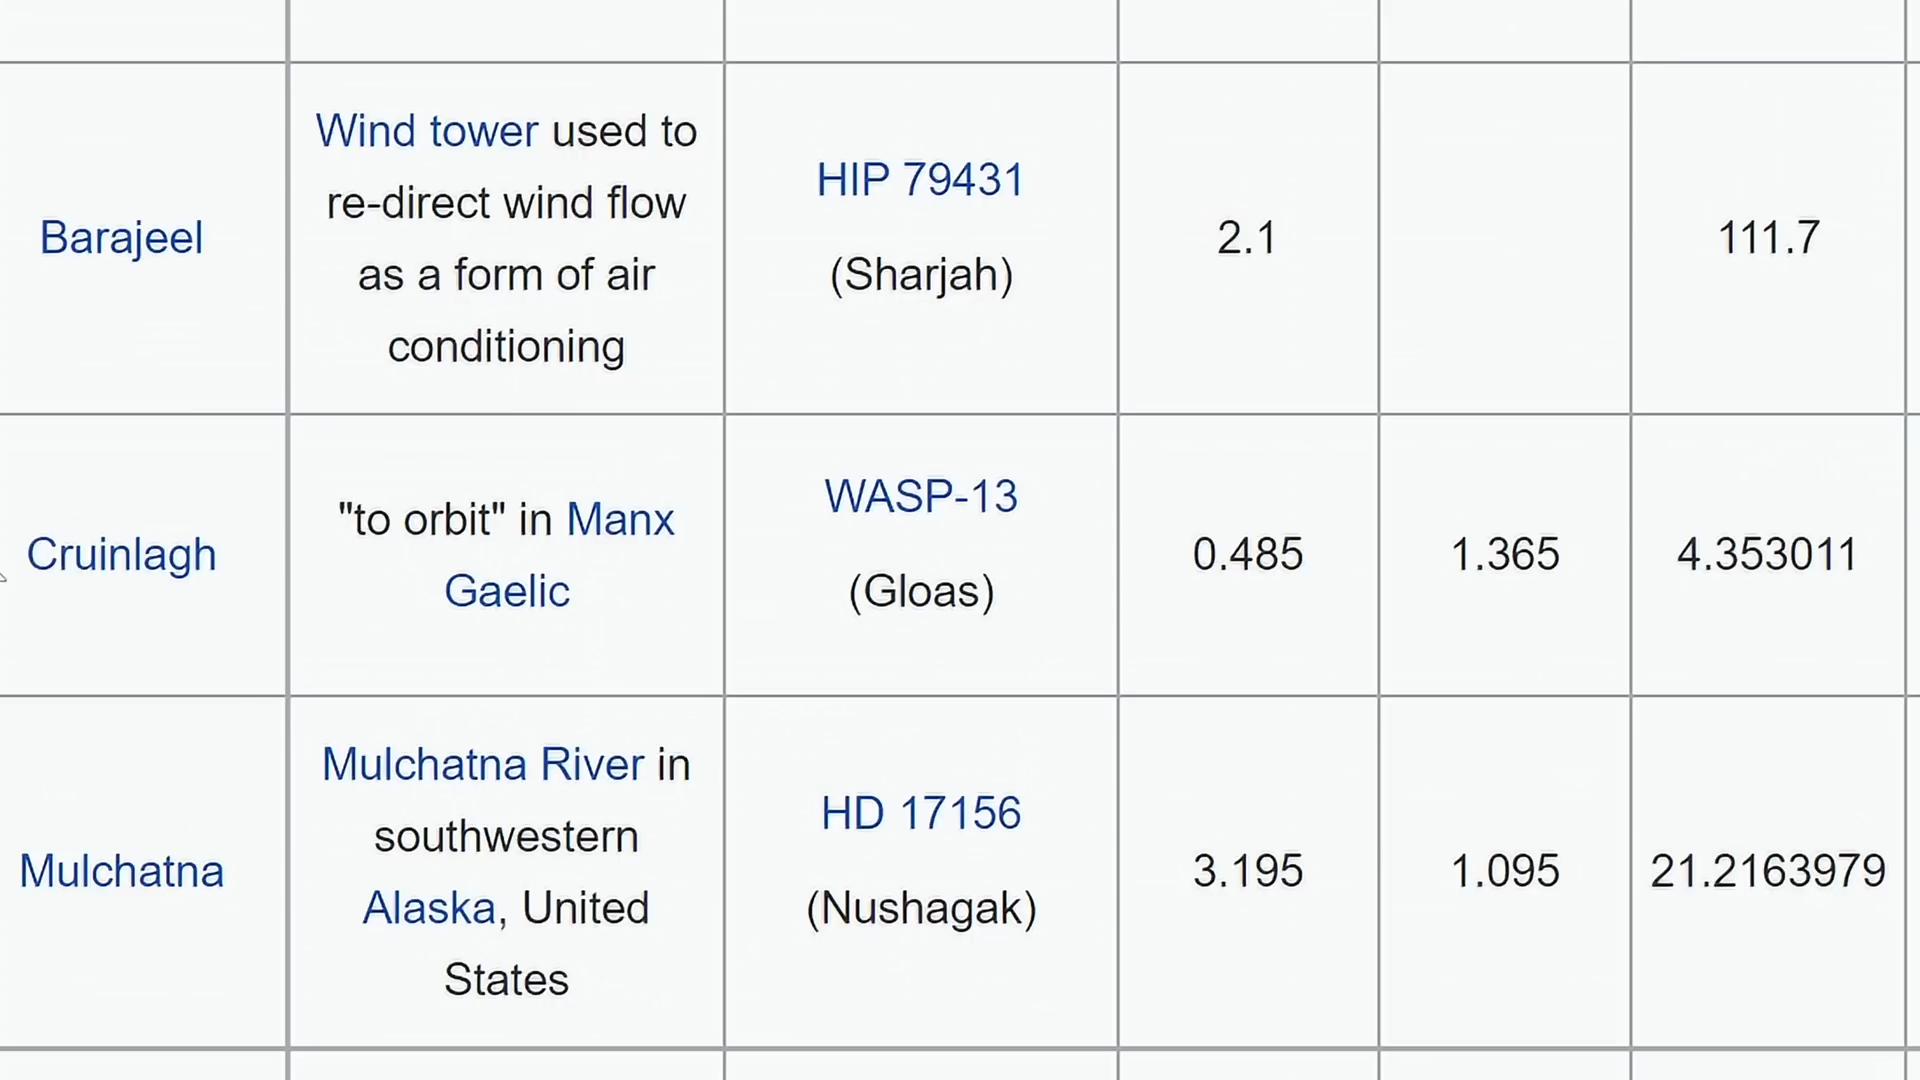 Barajeel
Wind tower used to
re-direct wind flow
as a form of air
conditioning
HIP 79431
(Sharjah)
2.1
111.7
Cruinlagh
"to orbit" in Manx
Gaelic
WASP-13
(Gloas)
0.485
1.365
4.353011
Mulchatna
Mulchatna River in
southwestern
Alaska, United
States
HD 17156
(Nushagak)
3.195
1.095
21.2163979